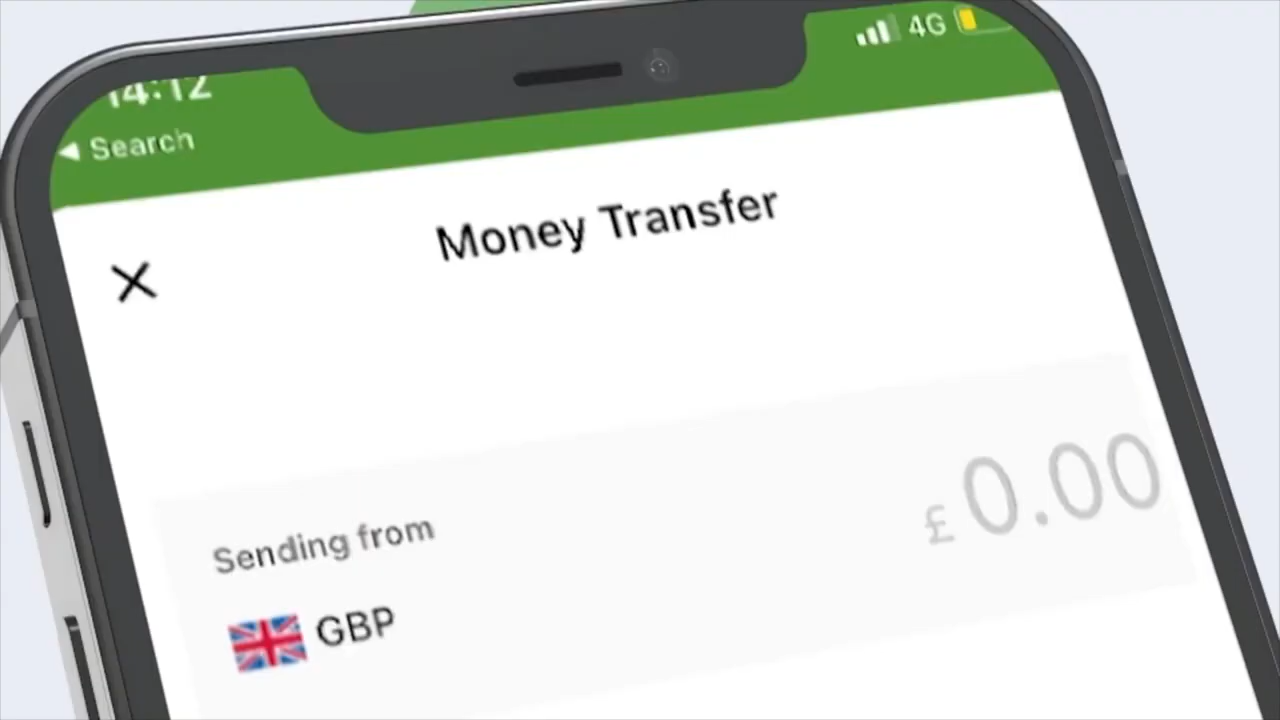 14:12
4G
◀ Search
Money Transfer
Sending from
£ 0.00
GBP